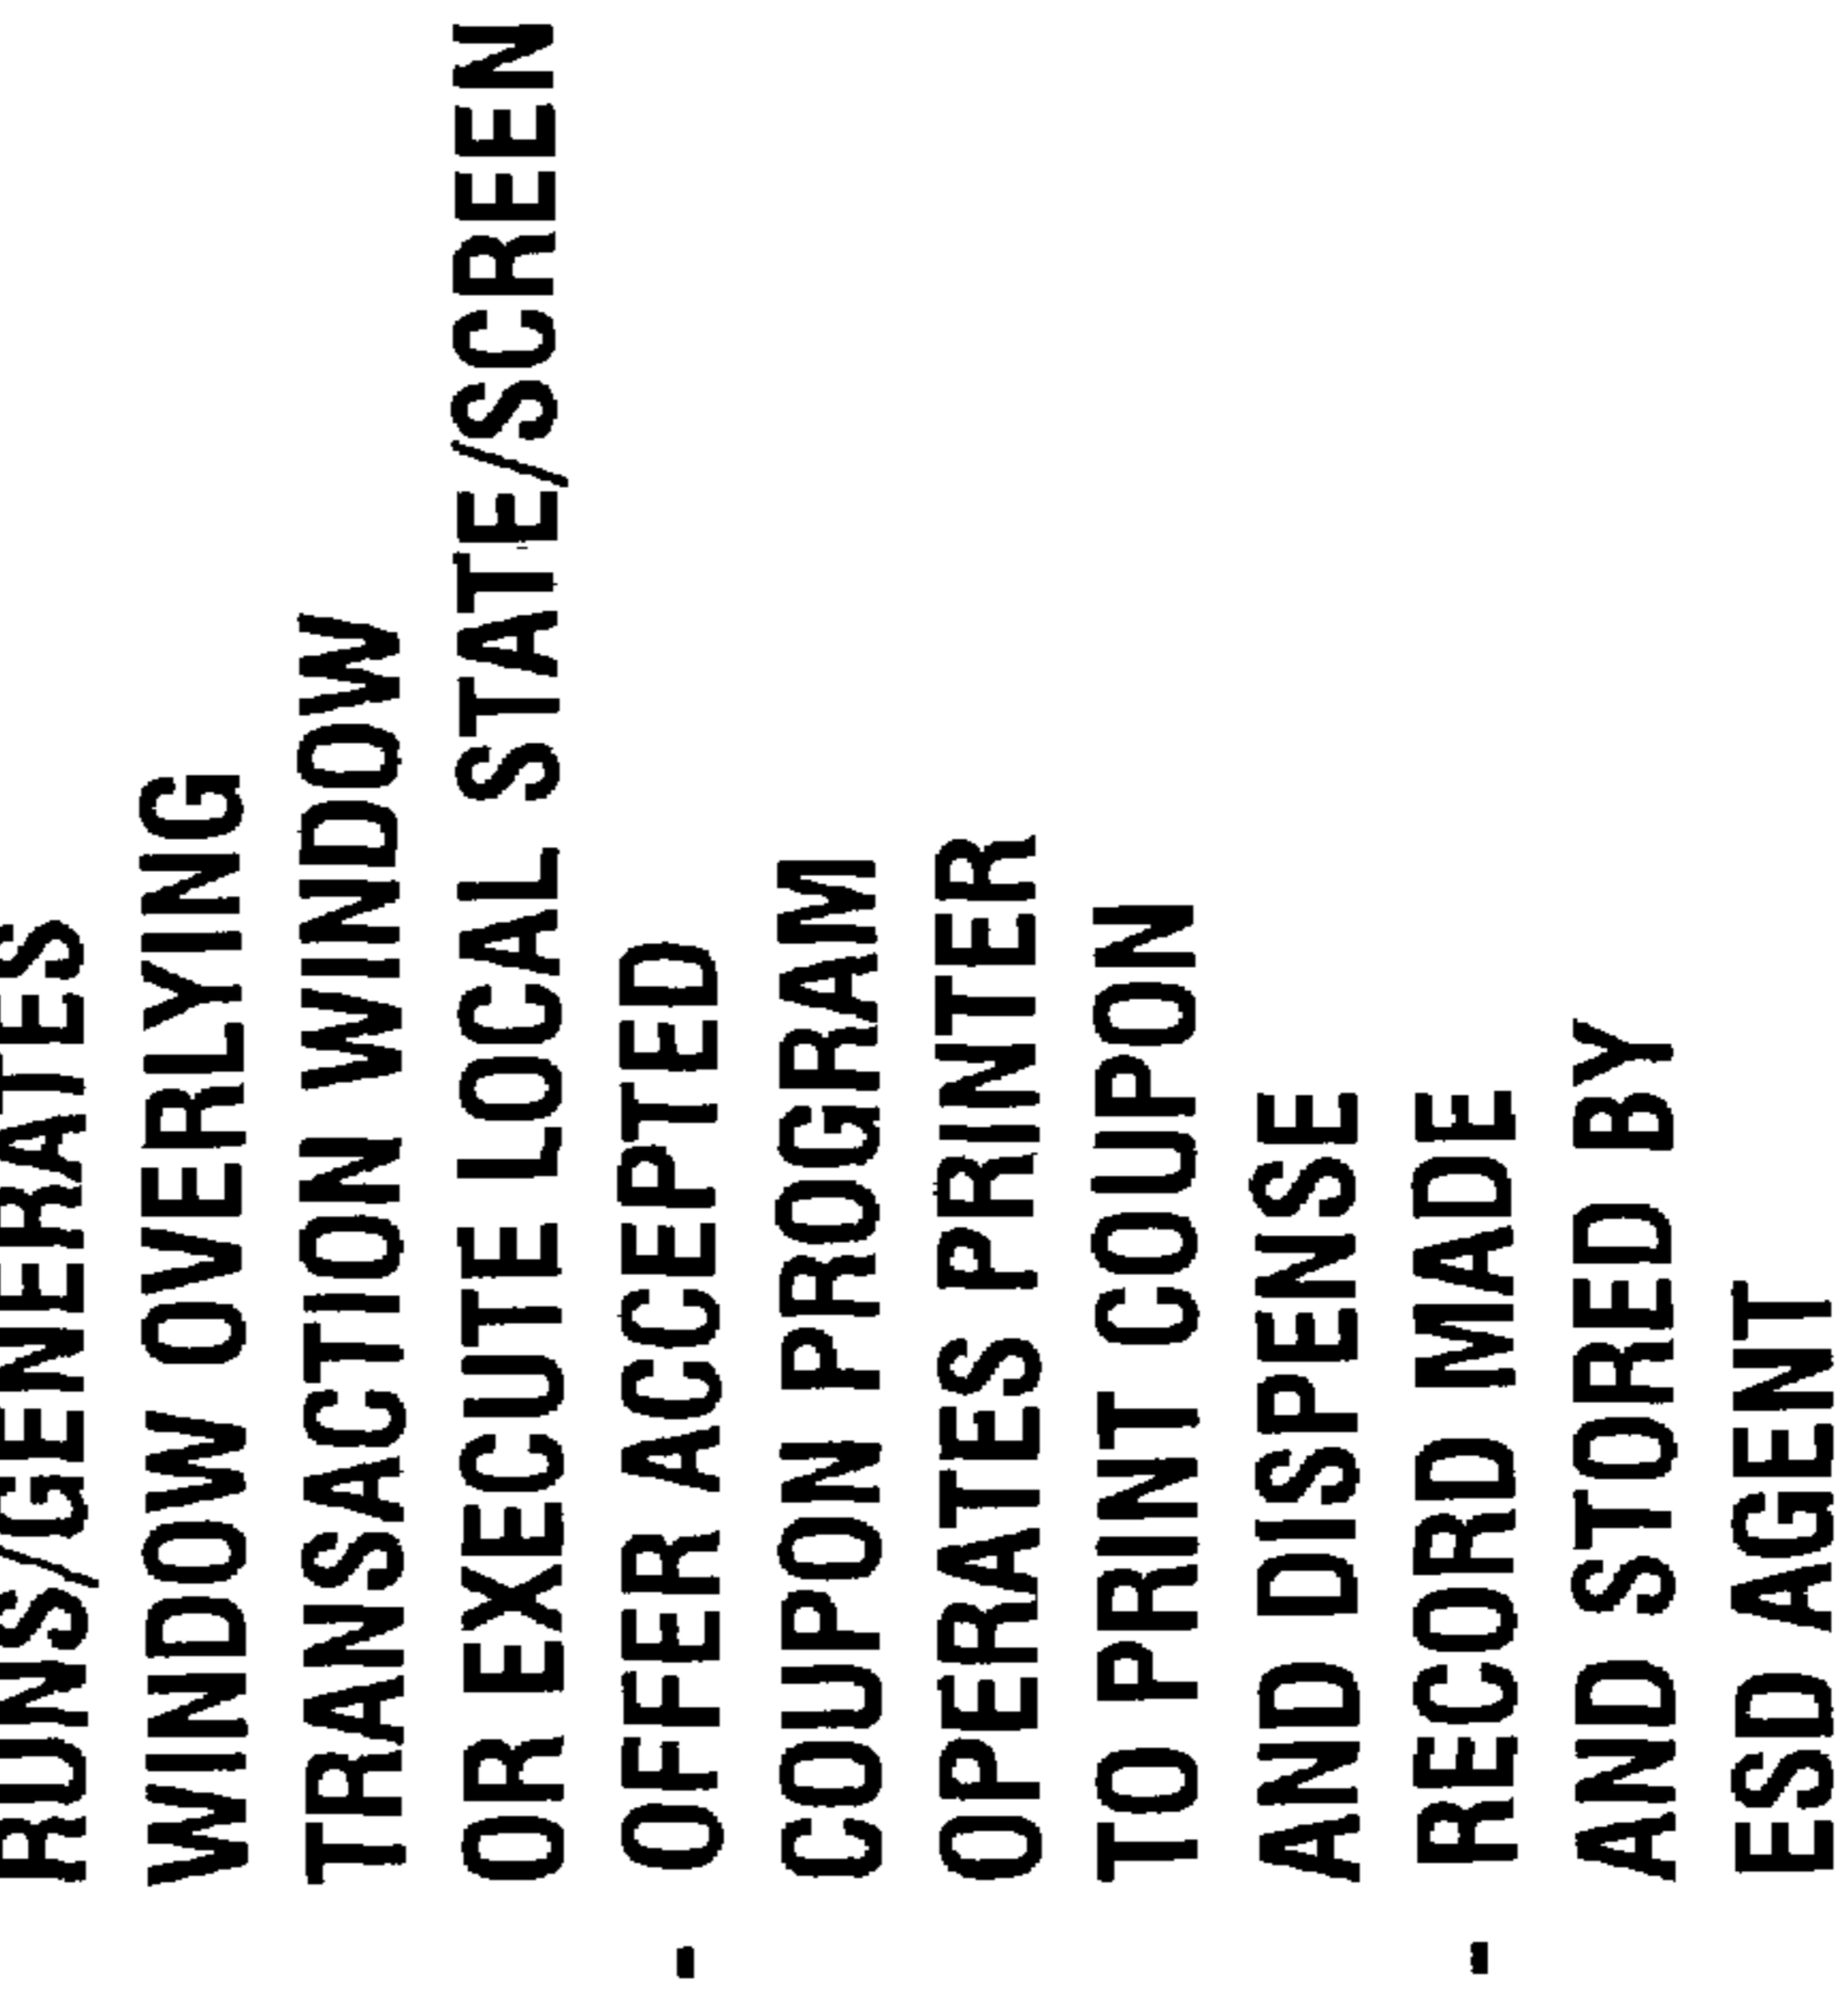 RUNS/GENERATES
WINDOW OVERLYING
TRANSACTION WINDOW
OR EXECUTE LOCAL STATE/SCREEN
- OFFER ACCEPTED
COUPON PROGRAM
OPERATES PRINTER
TO PRINT COUPON
AND DISPENSE
- RECORD MADE
AND STORED BY
ESD AGENT